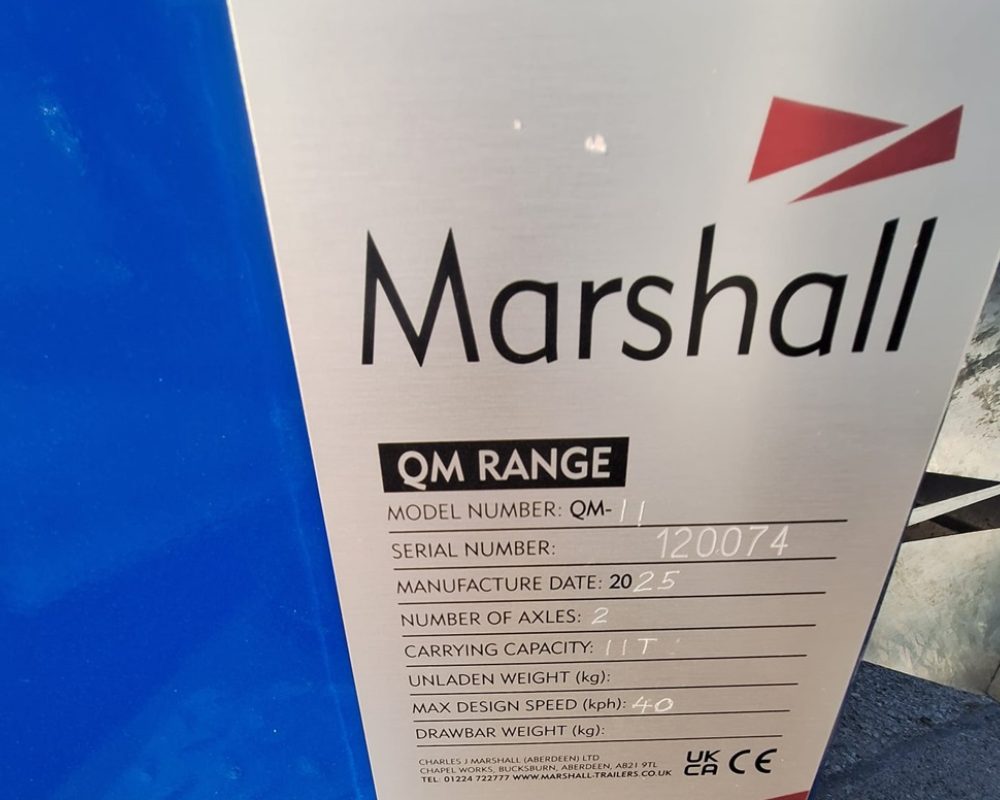 Marshall
QM RANGE
MODEL NUMBER: QM-11
SERIAL NUMBER: 120074
MANUFACTURE DATE: 2025
NUMBER OF AXLES: 2
CARRYING CAPACITY: 11T
UNLADEN WEIGHT (kg):
MAX DESIGN SPEED (kph): 40
DRAWBAR WEIGHT (kg):
CHARLES J MARSHALL (ABERDEEN) LTD
CHAPEL WORKS, BUCKSBURN, ABERDEEN, AB21 9TL
TEL: 01224 722777 WWW.MARSHALL-TRAILERS.CO.UK
UK
CA CE